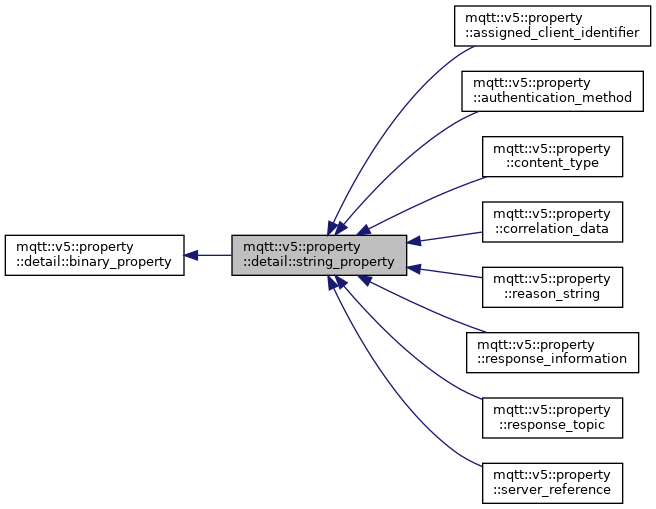 mqtt::v5::property
::assigned_client_identifier
mqtt::v5::property
::authentication_method
mqtt::v5::property
::content_type
mqtt::v5::property
::correlation_data
mqtt::v5::property
::detail::binary_property
mqtt::v5::property
::detail::string_property
mqtt::v5::property
::reason_string
mqtt::v5::property
::response_information
mqtt::v5::property
::response_topic
mqtt::v5::property
::server_reference